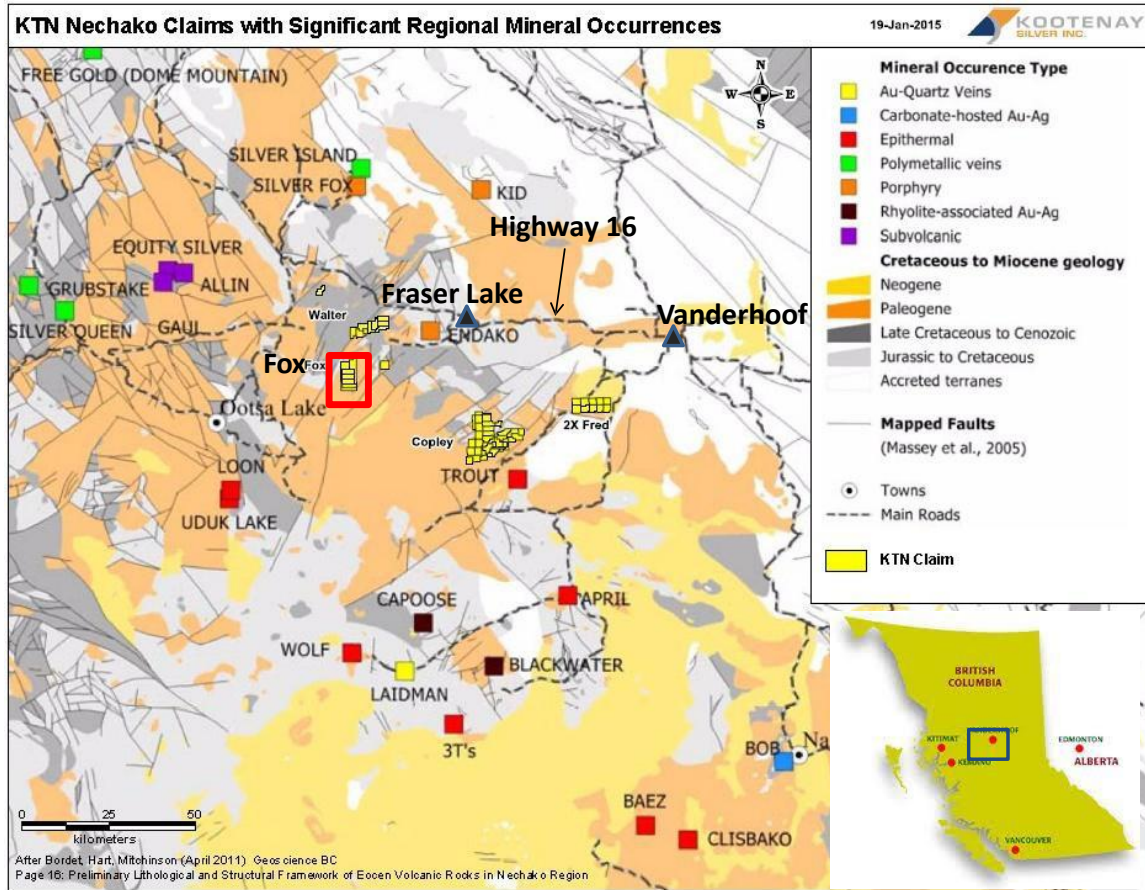 KTN Nechako Claims with Significant Regional Mineral Occurrences
19-Jan-2015
KOOTENAY
SILVER INC.
FREE GOLD (DOME MOUNTAIN)
SILVER ISLAND
SILVER FOX
KID
N
W E
S
Highway 16
EQUITY SILVER
ALLIN
GRUBSTAKE
SILVER QUEEN
GAUL
Walter
Fraser Lake
ENDAKO
Vanderhoof
Fox
Fox
Ootsa Lake
Copley
2X Fred
TROUT
LOON
UDUK LAKE
CAPOOSE
APRIL
WOLF
BLACKWATER
LAIDMAN
3T's
BOB
Na
BAEZ
CLISBAKO
0 25 50
kilometers
After Bordet, Hart, Mitchinson (April 2011) Geoscience BC
Page 16: Preliminary Lithological and Structural Framework of Eocen Volcanic Rocks in Nechako Region
Mineral Occurence Type
Au-Quartz Veins
Carbonate-hosted Au-Ag
Epithermal
Polymetallic veins
Porphyry
Rhyolite-associated Au-Ag
Subvolcanic
Cretaceous to Miocene geology
Neogene
Paleogene
Late Cretaceous to Cenozoic
Jurassic to Cretaceous
Accreted terranes
Mapped Faults
(Massey et al., 2005)
Towns
Main Roads
KTN Claim
BRITISH
COLUMBIA
KITIMAT
KEMANO
EDMONTON
ALBERTA
VANCOUVER